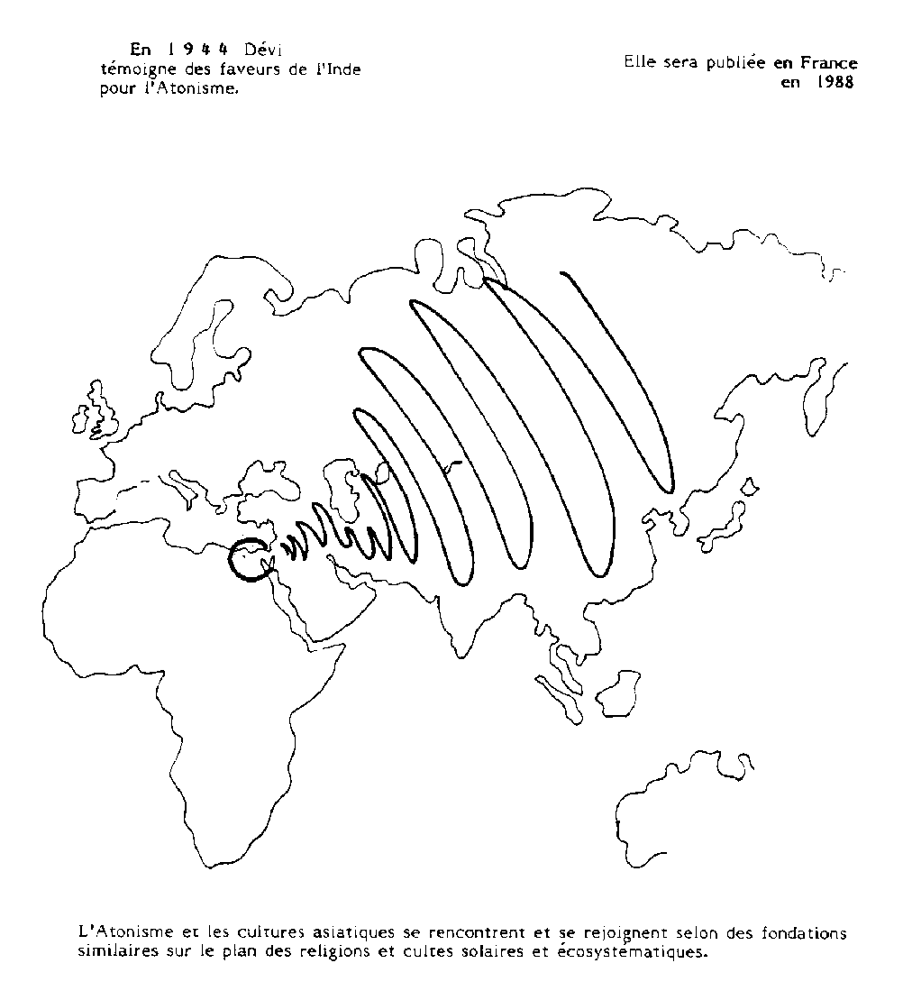 En 1944 Dévi
témoigne des faveurs de l'Inde
pour l'Atonisme.
Elle sera publiée en France
en 1988
L'Atonisme et les cultures asiatiques se rencontrent et se rejoignent selon des fondations
similaires sur le plan des religions et cultes solaires et écosystématiques.